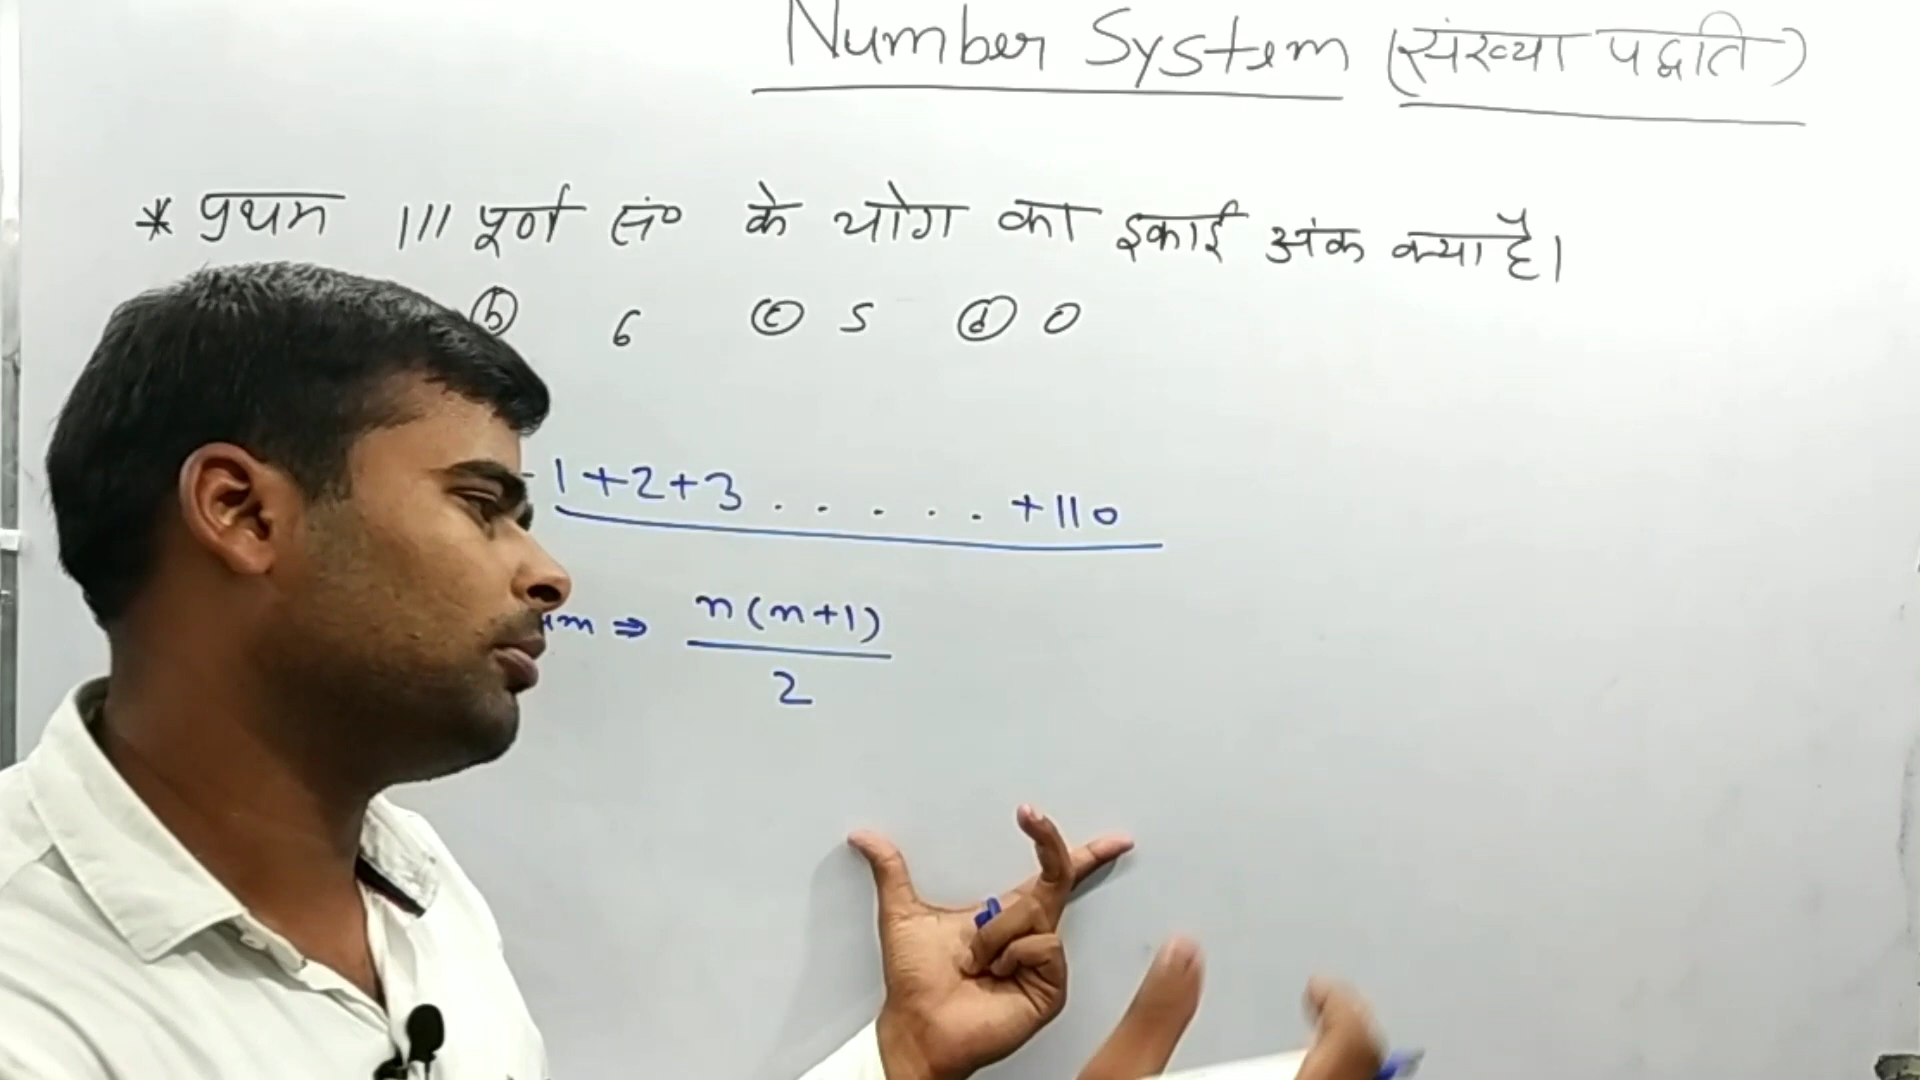 Number System (संख्या पद्धति)
* प्रथम 111 पूर्ण सं० के योग का इकाई अंक क्या है।
(b) 6 (c) 5 (d) 0
1+2+3.....+110
⇒ n(n+1)
2